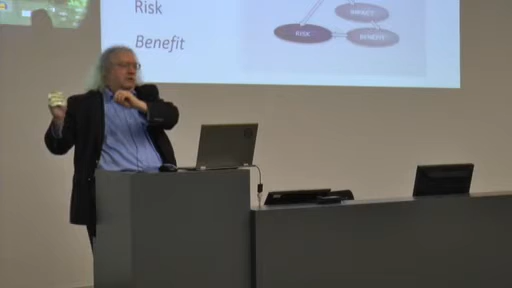 Risk
Benefit
IMPACT
RISK
BENEFIT